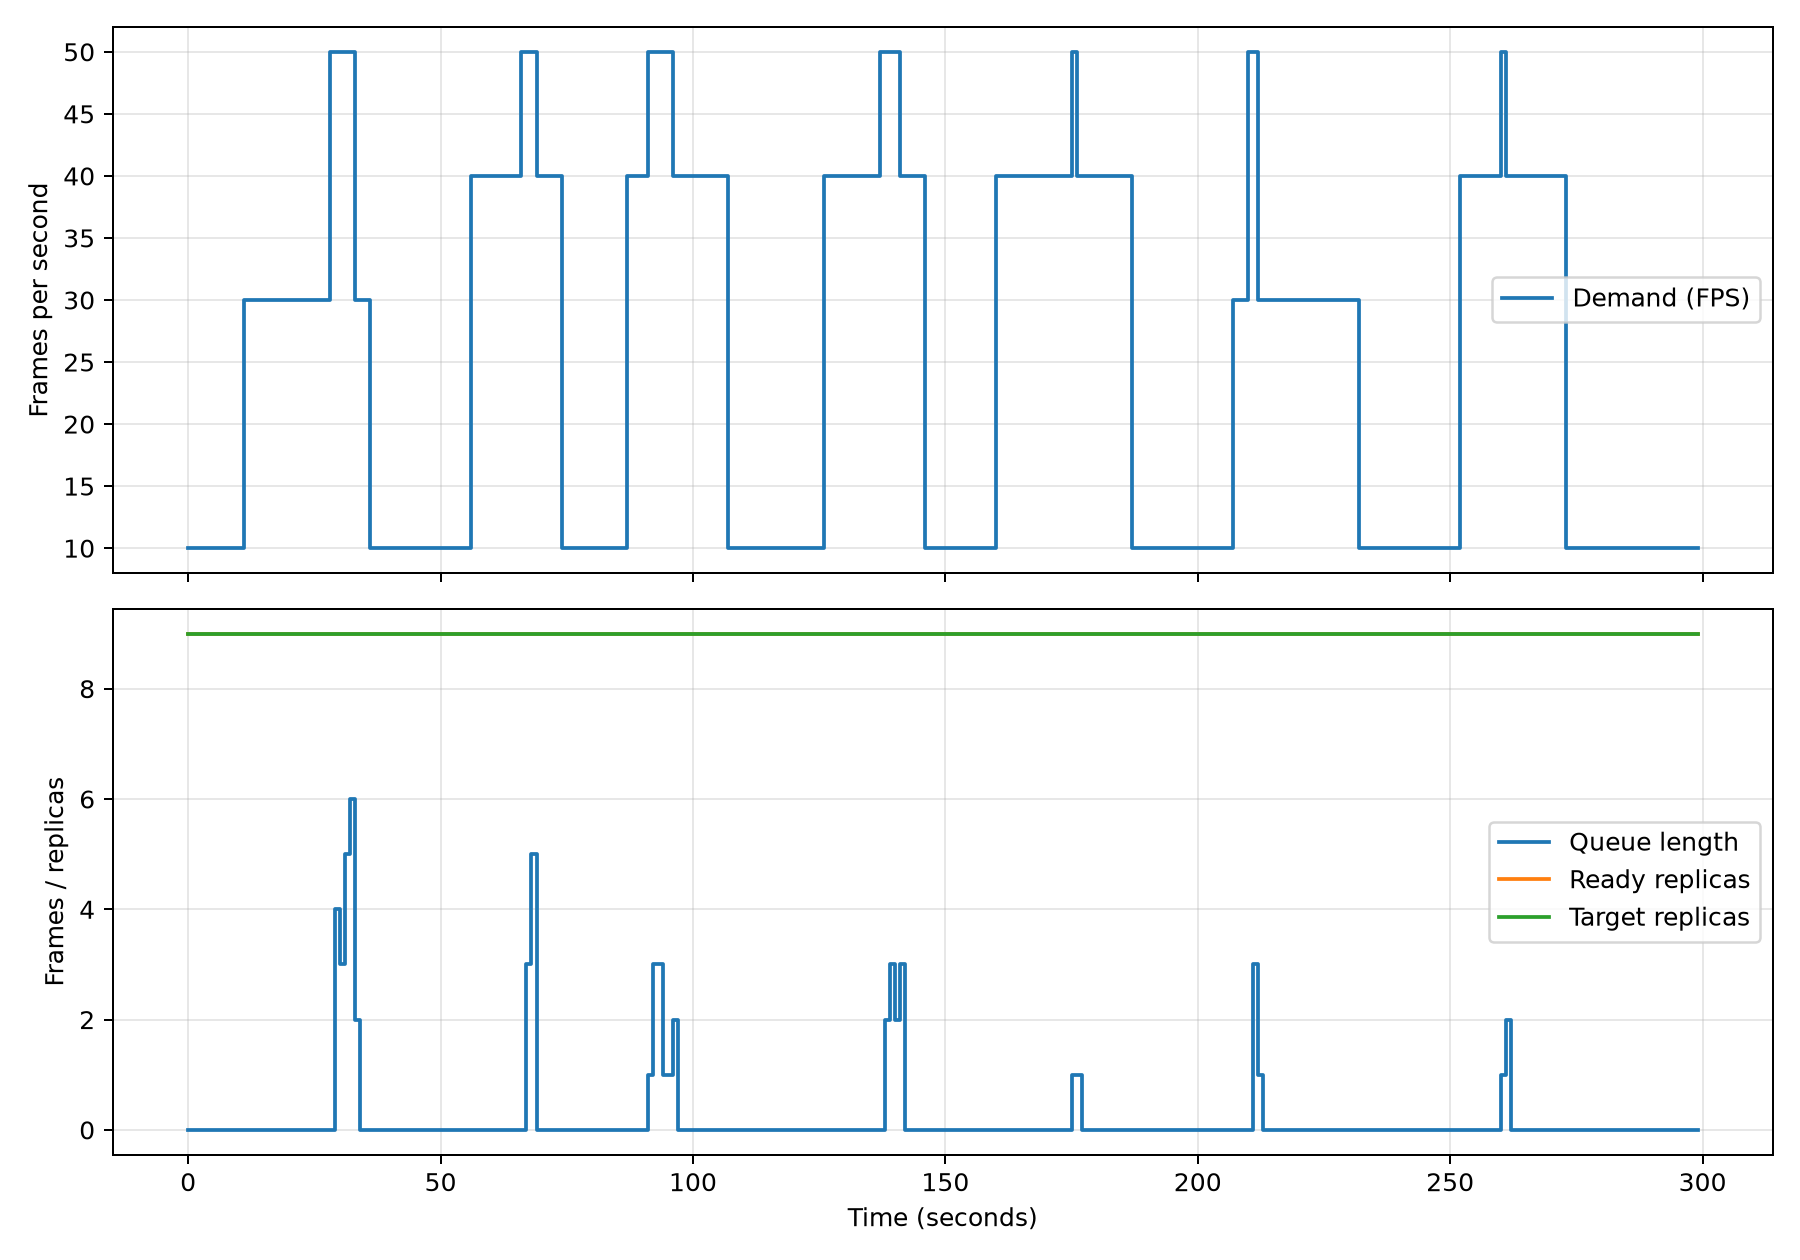 50
45
40
35
30
25
20
15
10
Frames per second
Demand (FPS)
8
6
4
2
0
Frames / replicas
Queue length
Ready replicas
Target replicas
0 50 100 150 200 250 300
Time (seconds)